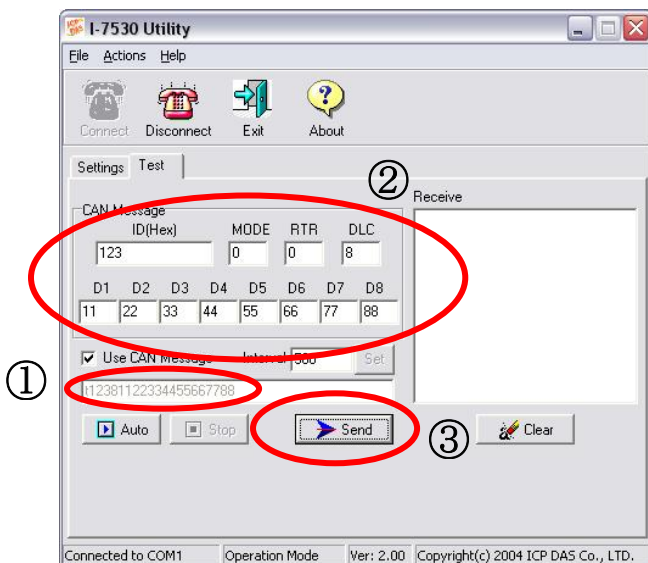 I-7530 Utility
File Actions Help
Connect Disconnect Exit About
Settings Test
②
Receive
CAN Message
ID(Hex) MODE RTR DLC
123 0 0 8
D1 D2 D3 D4 D5 D6 D7 D8
11 22 33 44 55 66 77 88
Use CAN Message Interval 500 Set
①
t12381122334455667788
Auto Stop Send
③
Clear
Connected to COM1 Operation Mode Ver: 2.00 Copyright(c) 2004 ICP DAS Co., LTD.